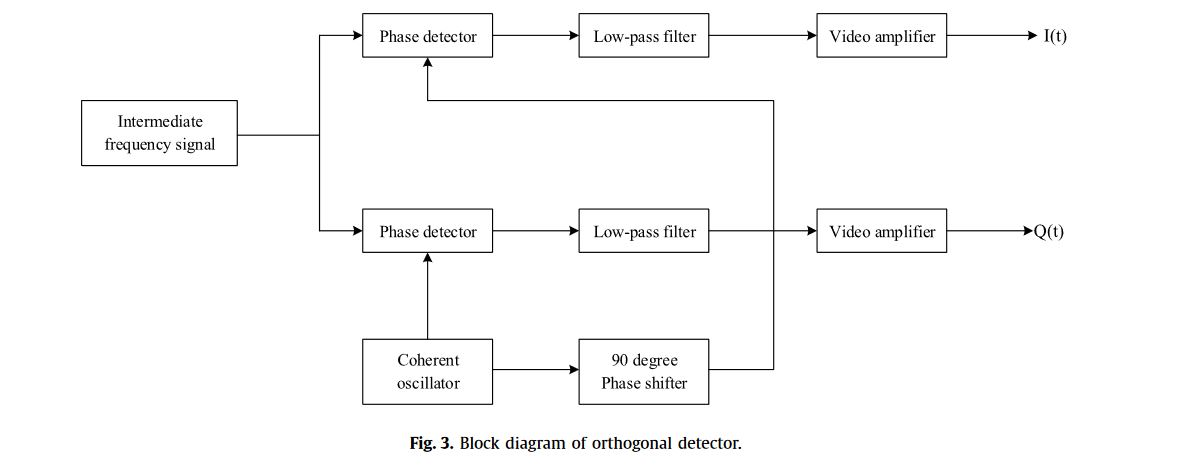 Phase detector
Low-pass filter
Video amplifier
I(t)
Intermediate
frequency signal
Phase detector
Low-pass filter
Video amplifier
Q(t)
Coherent
oscillator
90 degree
Phase shifter
Fig. 3. Block diagram of orthogonal detector.